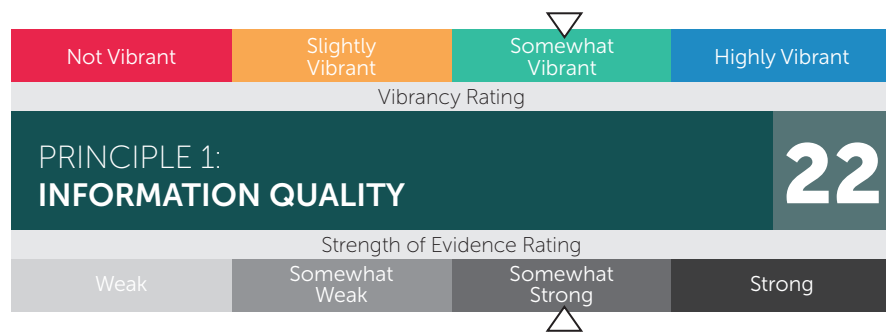 Not Vibrant
Slightly
Vibrant
Somewhat
Vibrant
Highly Vibrant
Vibrancy Rating
PRINCIPLE 1:
INFORMATION QUALITY
22
Strength of Evidence Rating
Weak
Somewhat
Weak
Somewhat
Strong
Strong